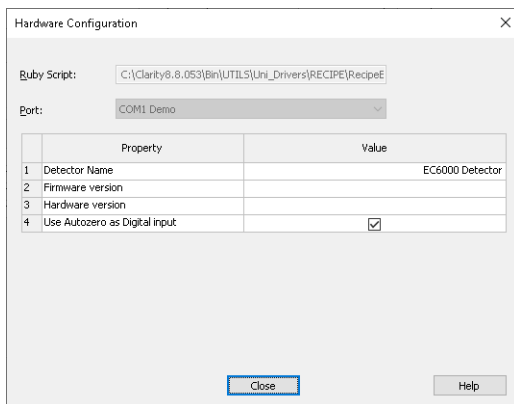 Hardware Configuration
Ruby Script: C:\Clarity8.8.053\Bin\UTILS\Uni_Drivers\RECIPE\RecipeE
Port: COM1 Demo
Property Value
1 Detector Name EC6000 Detector
2 Firmware version
3 Hardware version
4 Use Autozero as Digital input
Close Help